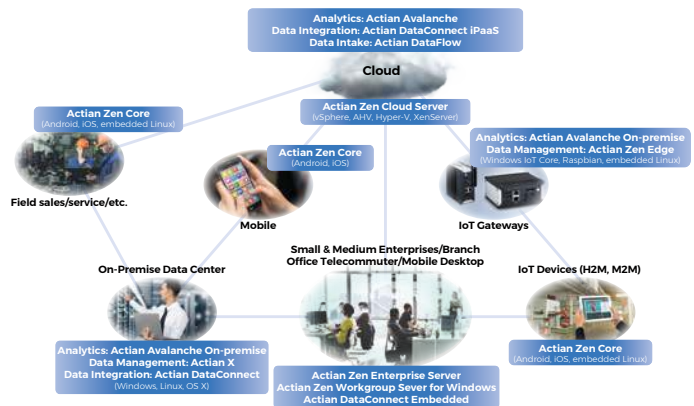 Analytics: Actian Avalanche
Data Integration: Actian DataConnect iPaaS
Data Intake: Actian DataFlow
Cloud
Actian Zen Core
(Android, iOS, embedded Linux)
Actian Zen Cloud Server
(vSphere, AHV, Hyper-V, XenServer)
Actian Zen Core
(Android, iOS)
Analytics: Actian Avalanche On-premise
Data Management: Actian Zen Edge
(Windows IoT Core, Raspbian, embedded Linux)
Field sales/service/etc.
Mobile
IoT Gateways
On-Premise Data Center
Small & Medium Enterprises/Branch
Office Telecommuter/Mobile Desktop
IoT Devices (H2M, M2M)
Analytics: Actian Avalanche On-premise
Data Management: Actian X
Data Integration: Actian DataConnect
(Windows, Linux, OS X)
Actian Zen Enterprise Server
Actian Zen Workgroup Sever for Windows
Actian DataConnect Embedded
Actian Zen Core
(Android, iOS, embedded Linux)